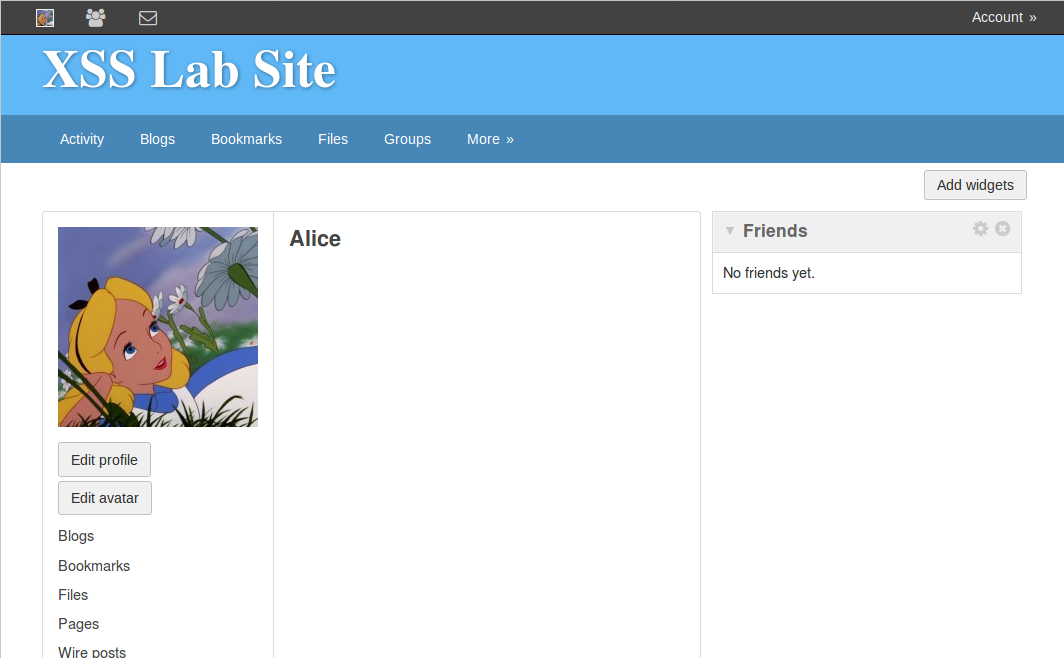 Account »
XSS Lab Site
Activity Blogs Bookmarks Files Groups More »
Add widgets
Alice
Edit profile
Edit avatar
Blogs
Bookmarks
Files
Pages
Wire posts
Friends
No friends yet.